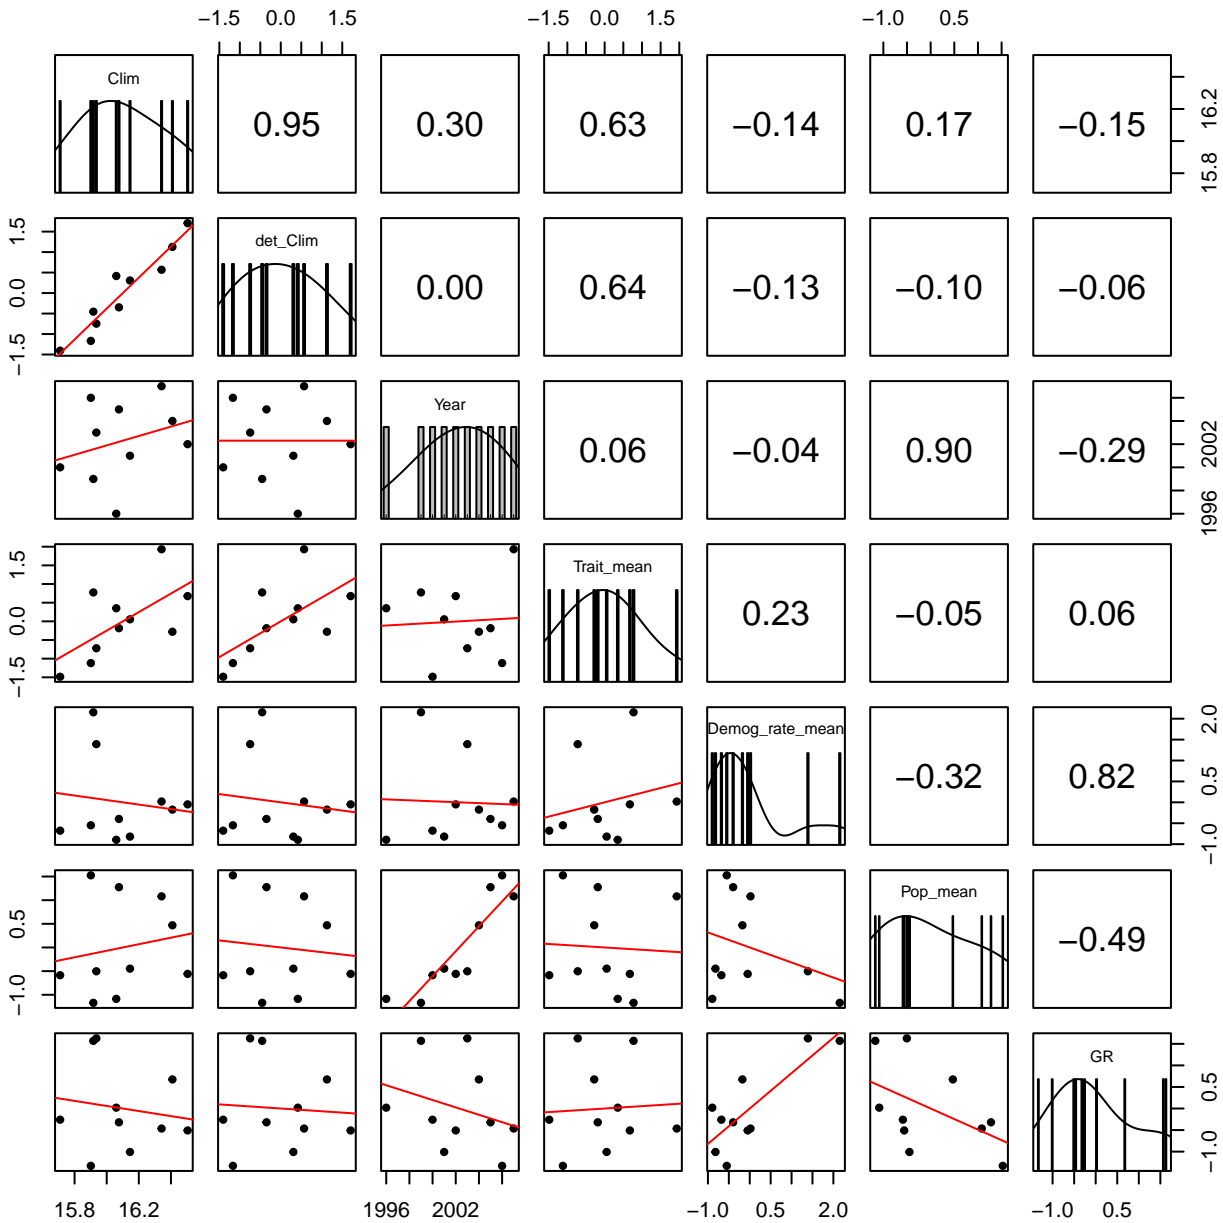 −1.5 0.0 1.5 −1.5 0.0 1.5 −1.0 0.5
Clim 0.95 0.30 0.63 −0.14 0.17 −0.15 15.8 16.2
−1.5 0.0 1.5 det_Clim 0.00 0.64 −0.13 −0.10 −0.06
Year 0.06 −0.04 0.90 −0.29 1996 2002
−1.5 0.0 1.5 Trait_mean 0.23 −0.05 0.06
Demog_rate_mean −0.32 0.82 −1.0 0.5 2.0
−1.0 0.5 Pop_mean −0.49
GR −1.0 0.5
15.8 16.2 1996 2002 −1.0 0.5 2.0 −1.0 0.5